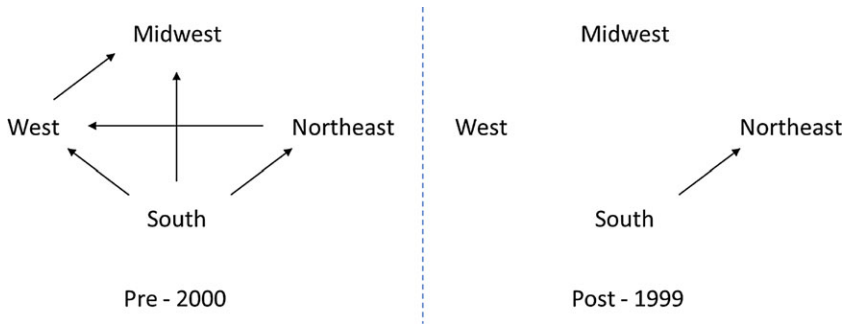 Midwest
West
Northeast
South
Pre - 2000
Midwest
West
Northeast
South
Post - 1999